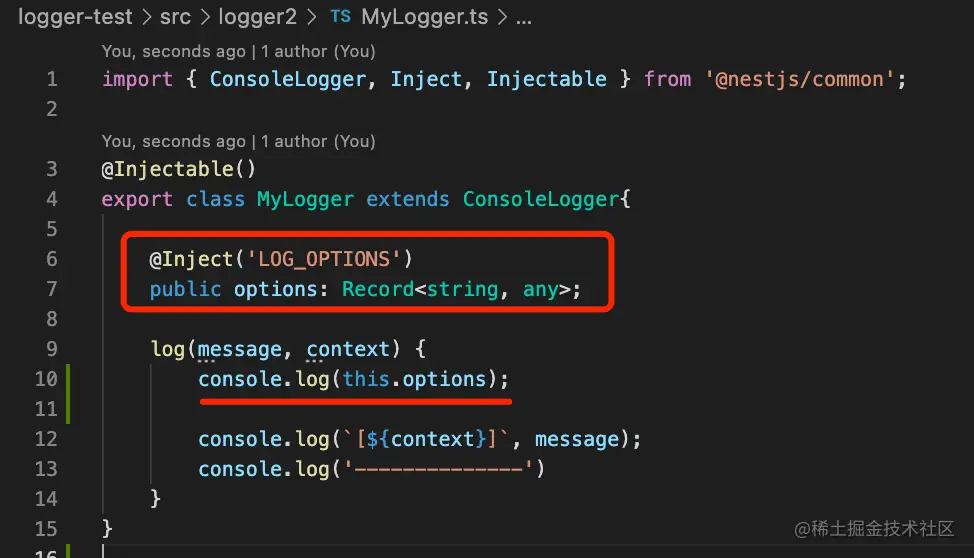 logger-test > src > logger2 > TS MyLogger.ts > ...
You, seconds ago | 1 author (You)
1 import { ConsoleLogger, Inject, Injectable } from '@nestjs/common';
2
You, seconds ago | 1 author (You)
3 @Injectable()
4 export class MyLogger extends ConsoleLogger{
5
6 @Inject('LOG_OPTIONS')
7 public options: Record<string, any>;
8
9 log(message, context) {
10 console.log(this.options);
11
12 console.log(`[${context}]`, message);
13 console.log('--------------')
14 }
15 }
16
@稀土掘金技术社区